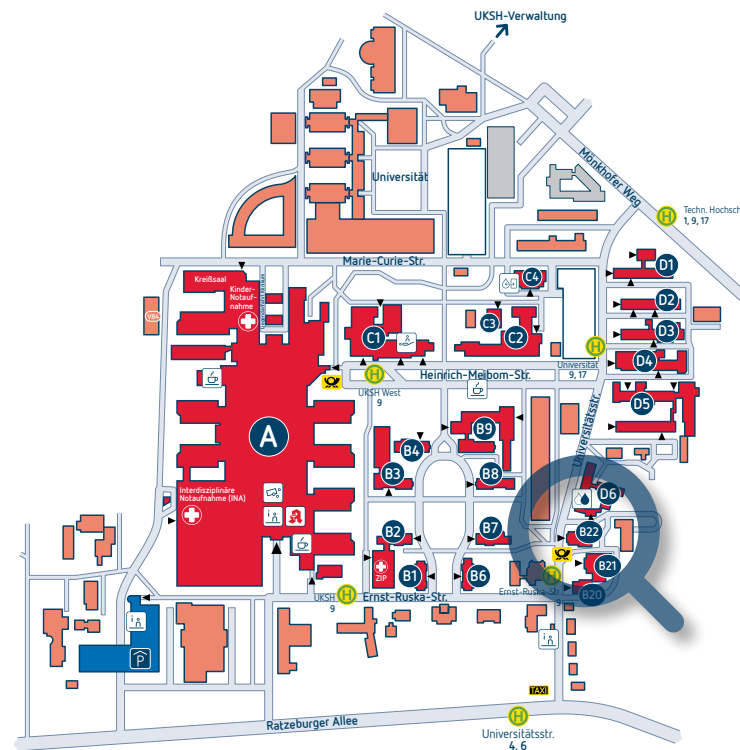 UKSH-Verwaltung
Mönkhofer Weg
Universität
H
Techn. Hochsch
1, 9, 17
Marie-Curie-Str.
Kreißsaal
Kinder-
Notauf-
nahme
V84
C4
D1
D2
C1
C3
C2
D3
H
Universität
9, 17
D4
H
UKSH West
9
Heinrich-Meibom-Str.
D5
Universitätsstr.
A
B9
B4
B3
B8
D6
Interdisziplinäre
Notaufnahme (INA)
B2
B7
B22
ZIP
B1
B6
B21
B20
H
UKSH
9
Ernst-Ruska-Str.
H
Ernst-Ruska-Str.
9
P
TAXI
Ratzeburger Allee
H
Universitätsstr.
4, 6